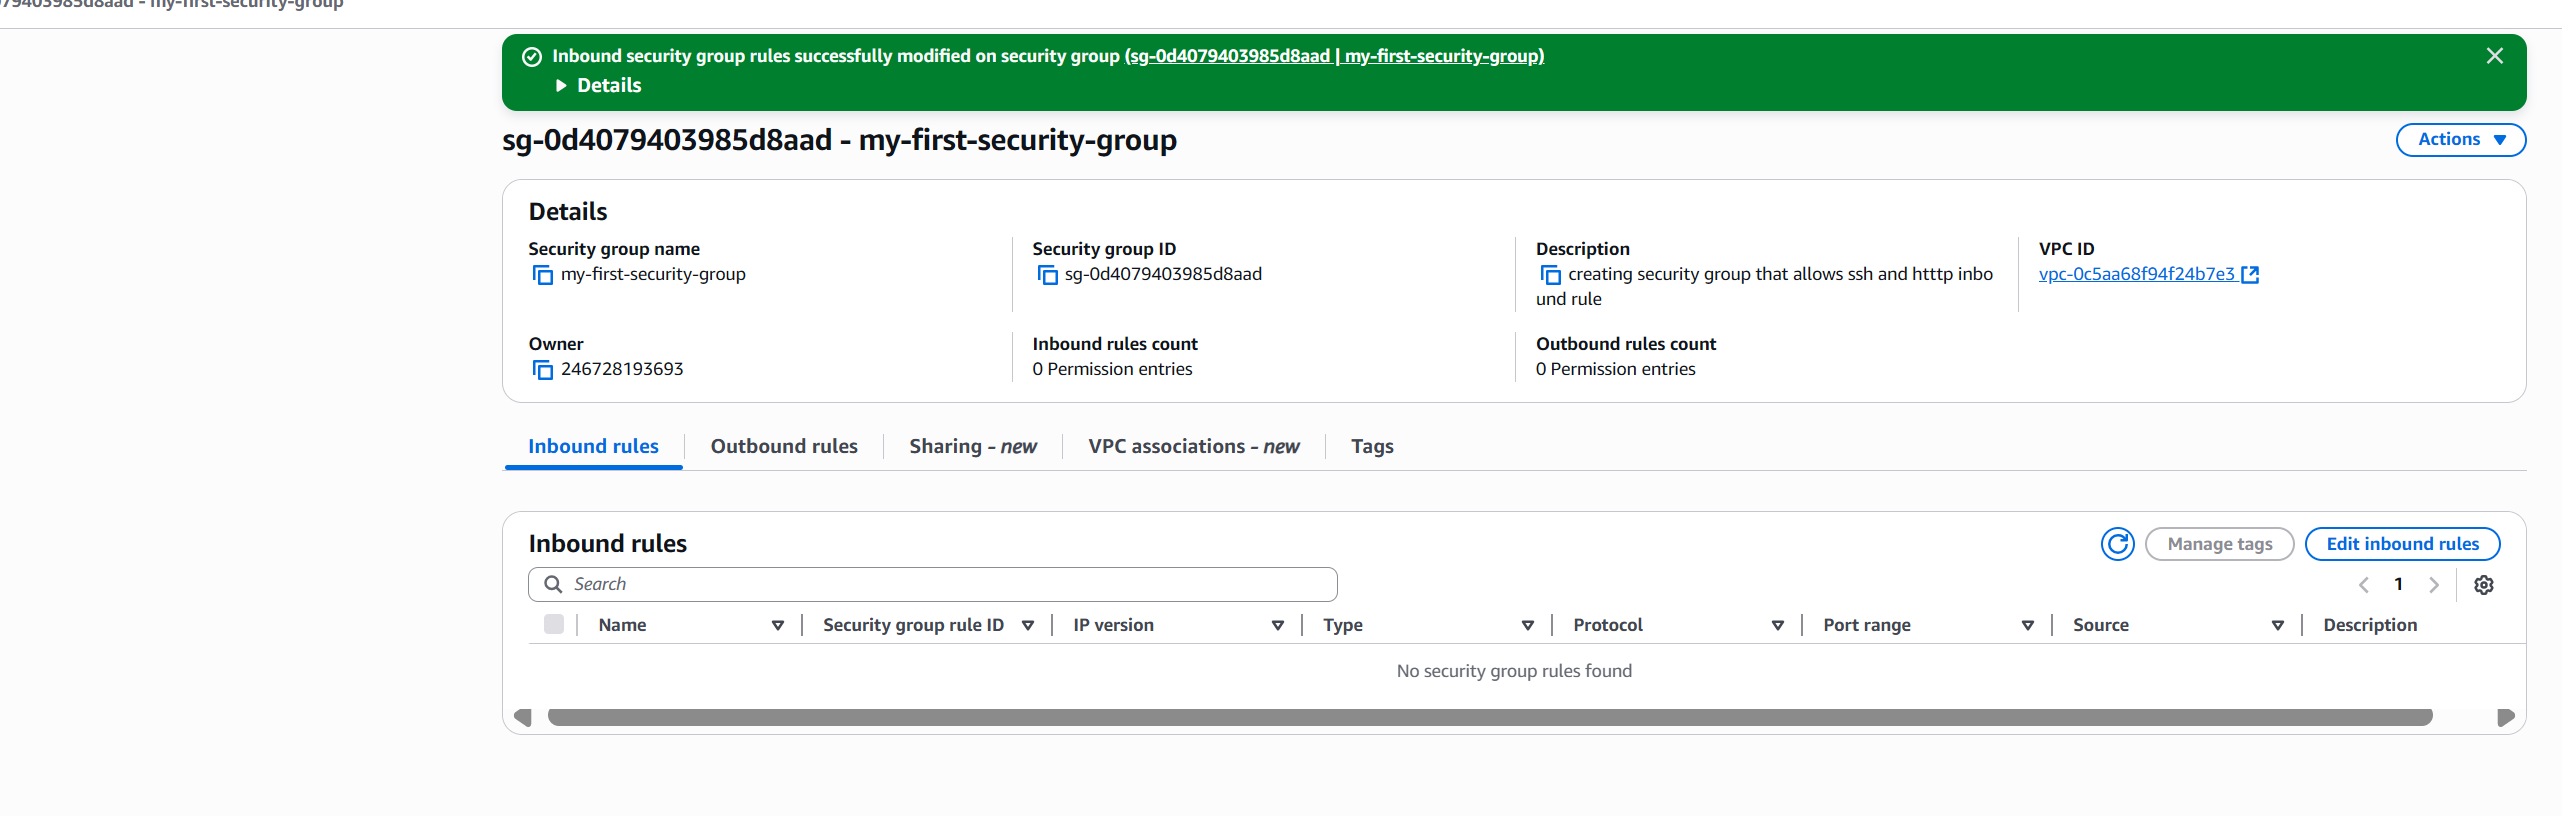 079403985d8aad - my-first-security-group
Inbound security group rules successfully modified on security group (sg-0d4079403985d8aad | my-first-security-group)
Details
sg-0d4079403985d8aad - my-first-security-group
Actions
Details
Security group name
my-first-security-group
Security group ID
sg-0d4079403985d8aad
Description
creating security group that allows ssh and htttp inbo
und rule
VPC ID
vpc-0c5aa68f94f24b7e3
Owner
246728193693
Inbound rules count
0 Permission entries
Outbound rules count
0 Permission entries
Inbound rules
Outbound rules
Sharing - new
VPC associations - new
Tags
Inbound rules
Manage tags
Edit inbound rules
Search
1
Name
Security group rule ID
IP version
Type
Protocol
Port range
Source
Description
No security group rules found